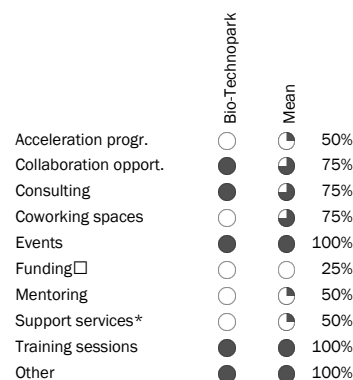 Bio-Technopark
Mean
Acceleration progr. 50%
Collaboration opport. 75%
Consulting 75%
Coworking spaces 75%
Events 100%
Funding□ 25%
Mentoring 50%
Support services* 50%
Training sessions 100%
Other 100%